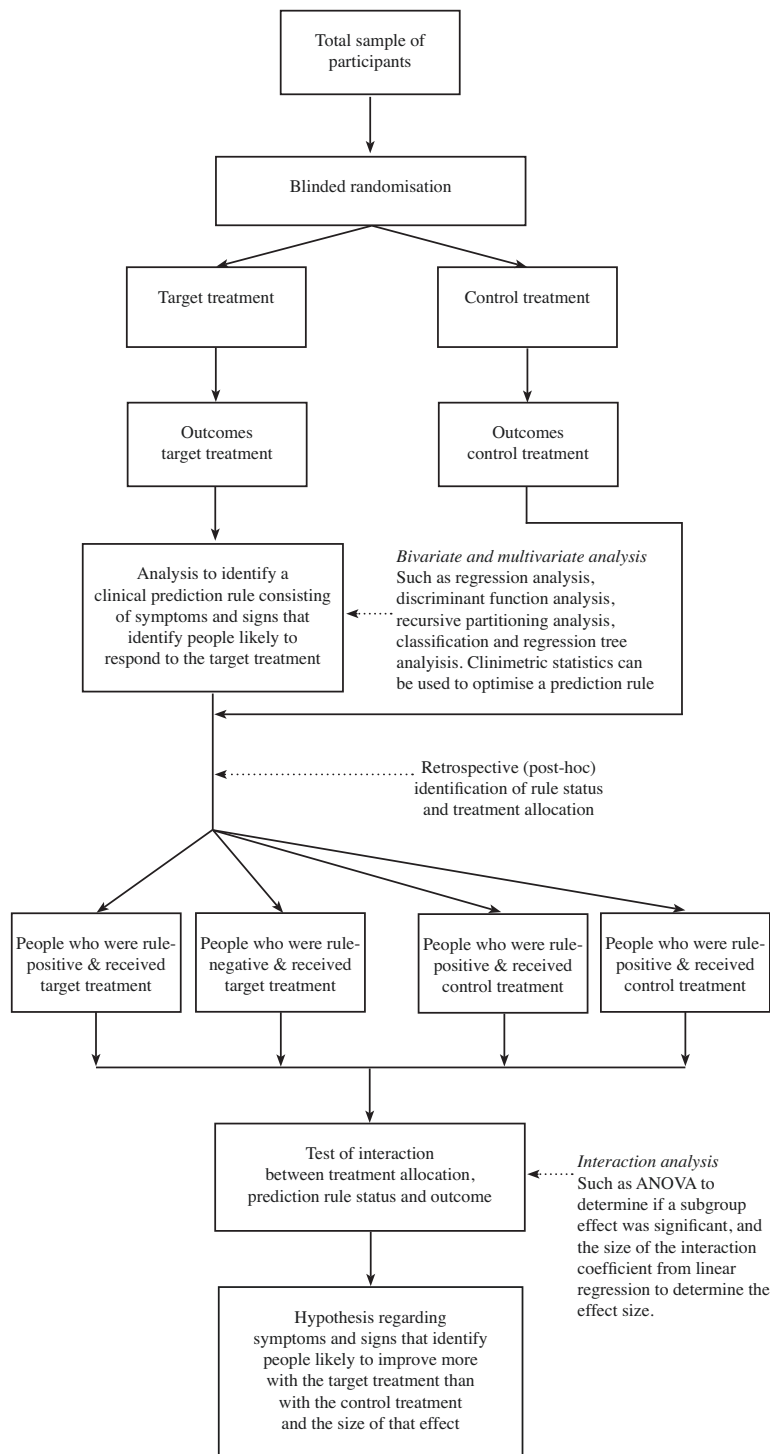 Total sample of
participants
Blinded randomisation
Target treatment
Control treatment
Outcomes
target treatment
Outcomes
control treatment
Analysis to identify a
clinical prediction rule consisting
of symptoms and signs that
identify people likely to
respond to the target treatment
Bivariate and multivariate analysis
Such as regression analysis,
discriminant function analysis,
recursive partitioning analysis,
classification and regression tree
analyisis. Clinimetric statistics can
be used to optimise a prediction rule
Retrospective (post-hoc)
identification of rule status
and treatment allocation
People who were rule-
positive & received
target treatment
People who were rule-
negative & received
target treatment
People who were rule-
positive & received
control treatment
People who were rule-
positive & received
control treatment
Test of interaction
between treatment allocation,
prediction rule status and outcome
Interaction analysis
Such as ANOVA to
determine if a subgroup
effect was significant, and
the size of the interaction
coefficient from linear
regression to determine the
effect size.
Hypothesis regarding
symptoms and signs that identify
people likely to improve more
with the target treatment than
with the control treatment
and the size of that effect